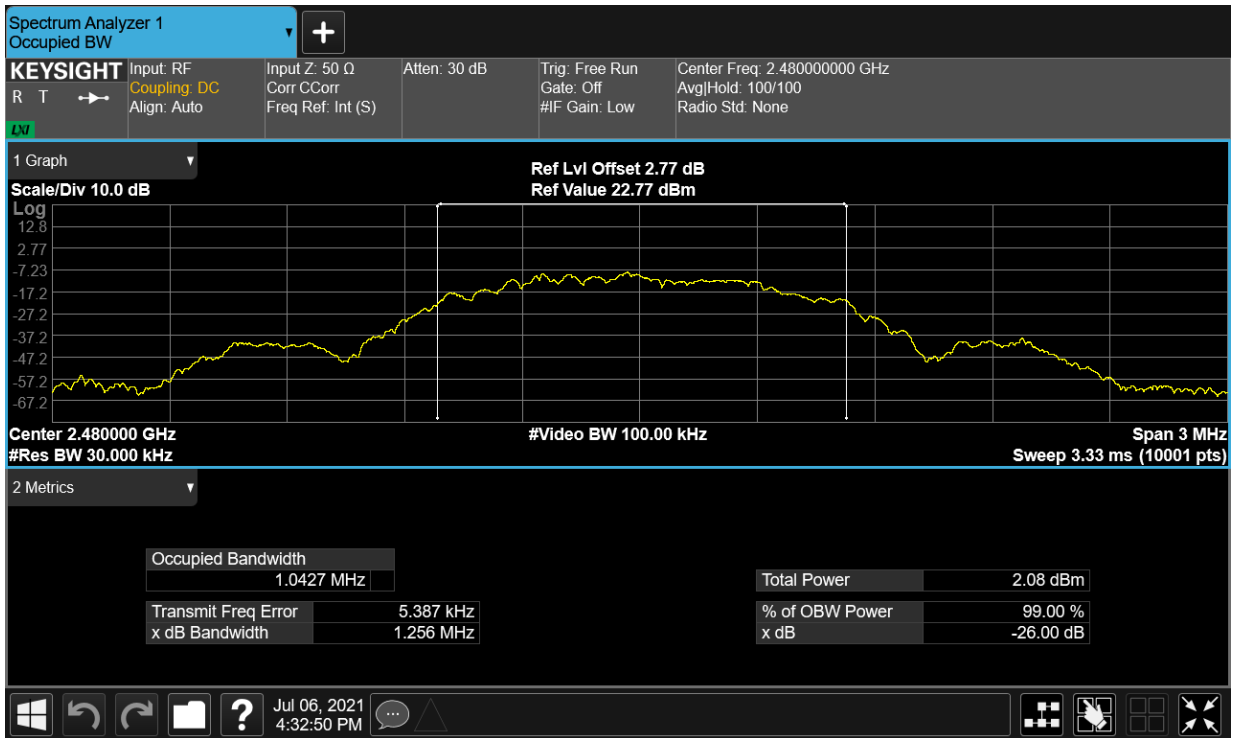 Spectrum Analyzer 1
Occupied BW
▼
+
KEYSIGHT
R T
LXI
Input: RF
Coupling: DC
Align: Auto
Input Z: 50 Ω
Corr CCorr
Freq Ref: Int (S)
Atten: 30 dB
Trig: Free Run
Gate: Off
#IF Gain: Low
Center Freq: 2.480000000 GHz
Avg|Hold: 100/100
Radio Std: None
1 Graph ▼
Ref Lvl Offset 2.77 dB
Scale/Div 10.0 dB
Ref Value 22.77 dBm
Log
12.8
2.77
-7.23
-17.2
-27.2
-37.2
-47.2
-57.2
-67.2
Center 2.480000 GHz
#Video BW 100.00 kHz
Span 3 MHz
#Res BW 30.000 kHz
Sweep 3.33 ms (10001 pts)
2 Metrics ▼
Occupied Bandwidth
1.0427 MHz
Total Power 2.08 dBm
Transmit Freq Error 5.387 kHz
% of OBW Power 99.00 %
x dB Bandwidth 1.256 MHz
x dB -26.00 dB
?
Jul 06, 2021
4:32:50 PM